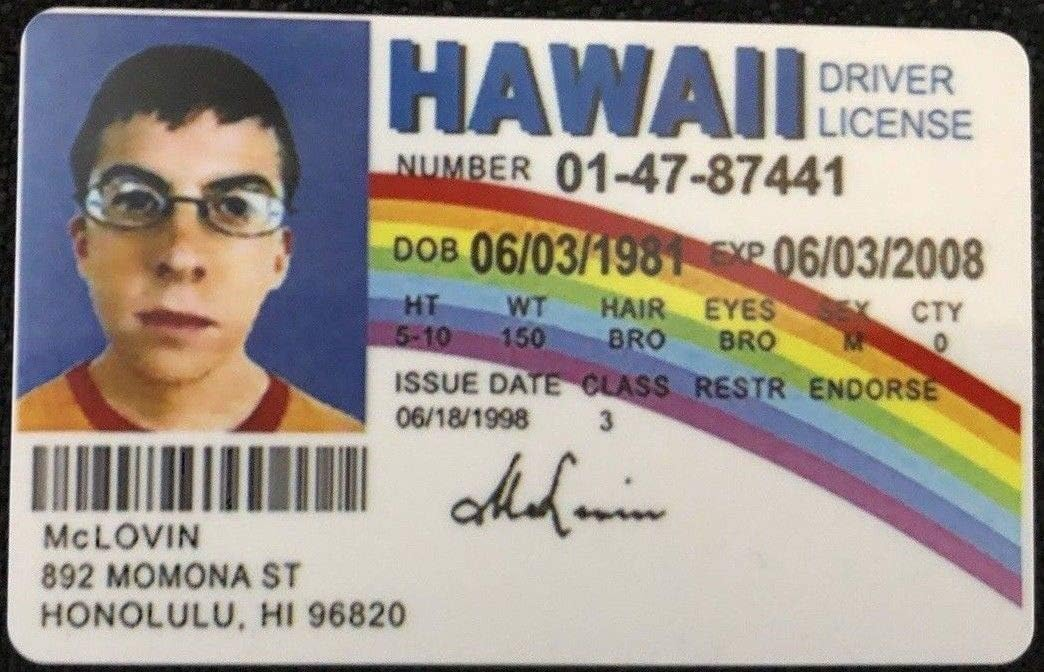 HAWAII DRIVER LICENSE
NUMBER 01-47-87441
DOB 06/03/1981 EXP 06/03/2008
HT WT HAIR EYES SEX CTY
5-10 150 BRO BRO M 0
ISSUE DATE CLASS RESTR ENDORSE
06/18/1998 3
McLovin
McLOVIN
892 MOMONA ST
HONOLULU, HI 96820